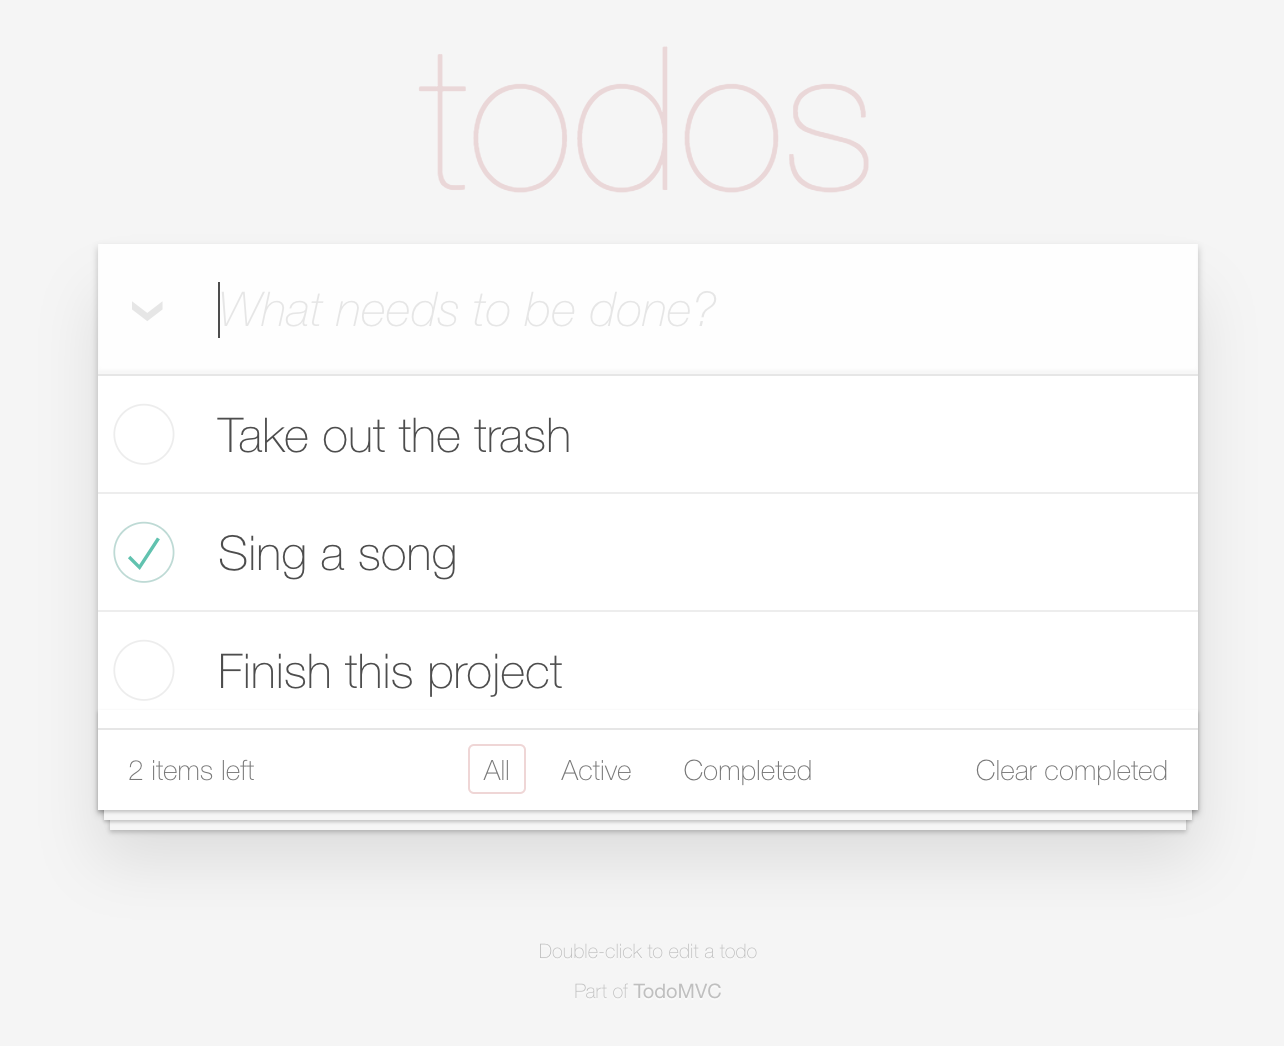 todos
What needs to be done?
Take out the trash
Sing a song
Finish this project
2 items left All Active Completed Clear completed
Double-click to edit a todo
Part of TodoMVC